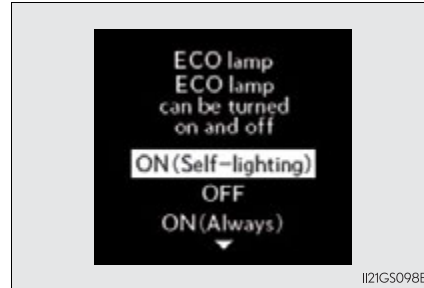 ECO lamp
ECO lamp
can be turned
on and off
ON(Self-lighting)
OFF
ON(Always)
II21GS098E